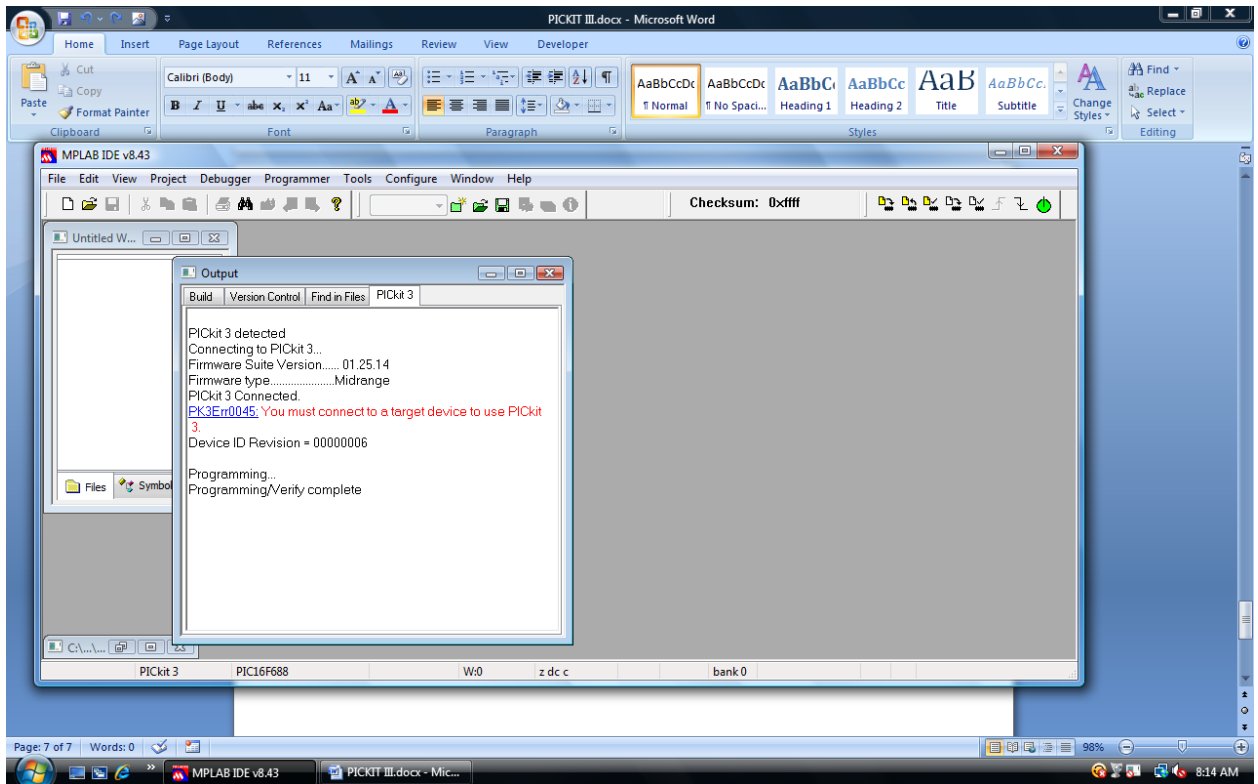 PICKIT III.docx - Microsoft Word
Home Insert Page Layout References Mailings Review View Developer
Cut
Copy
Format Painter
Paste
Clipboard
Calibri (Body) 11
B I U abc x₂ x² Aa
Font
Paragraph
AaBbCcDc AaBbCcDc AaBbC AaBbCc AaB AaBbCc.
¶ Normal ¶ No Spaci... Heading 1 Heading 2 Title Subtitle
Change
Styles
Styles
Find
Replace
Select
Editing
MPLAB IDE v8.43
File Edit View Project Debugger Programmer Tools Configure Window Help
Checksum: 0xffff
Untitled W...
Output
Build Version Control Find in Files PICkit 3
PICkit 3 detected
Connecting to PICkit 3...
Firmware Suite Version...... 01.25.14
Firmware type......................Midrange
PICkit 3 Connected.
PK3Err0045: You must connect to a target device to use PICkit
3.
Device ID Revision = 00000006
Programming...
Programming/Verify complete
Files Symbol
C:\...\...
PICkit 3 PIC16F688 W:0 z dc c bank 0
Page: 7 of 7 Words: 0 98%
MPLAB IDE v8.43 PICKIT III.docx - Mic... 8:14 AM